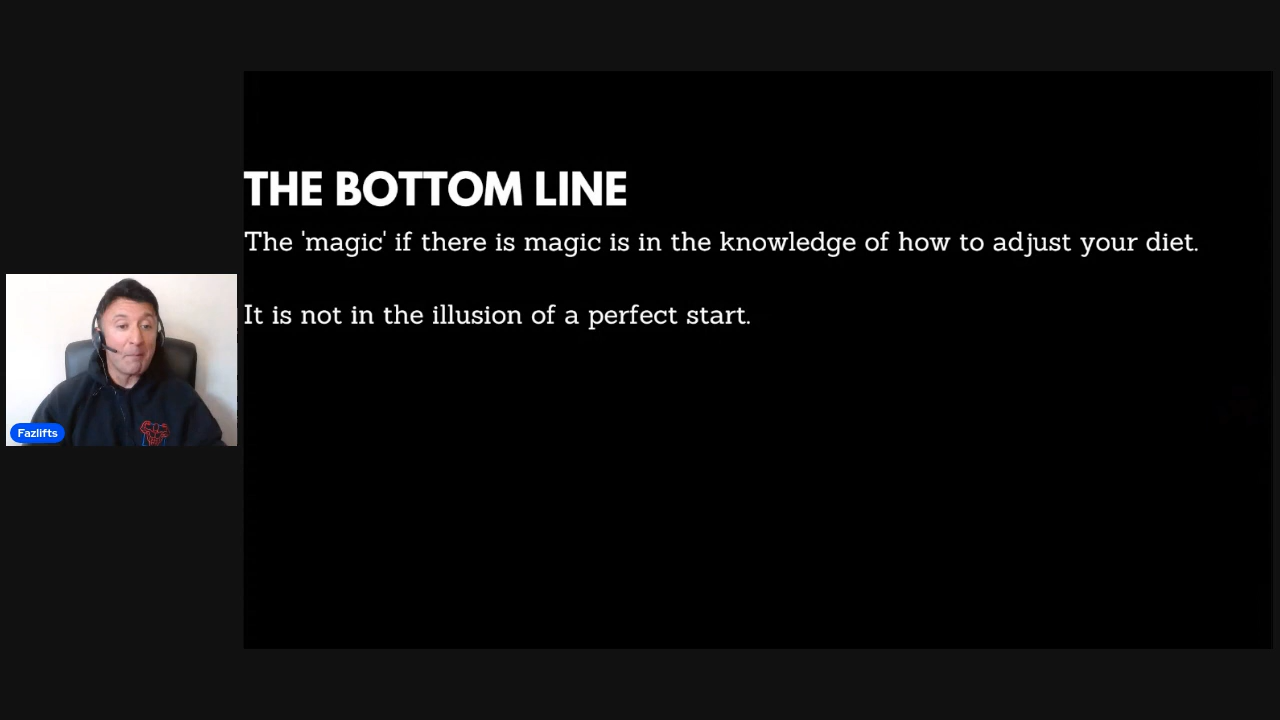 THE BOTTOM LINE
The 'magic' if there is magic is in the knowledge of how to adjust your diet.
It is not in the illusion of a perfect start.
Fazlifts